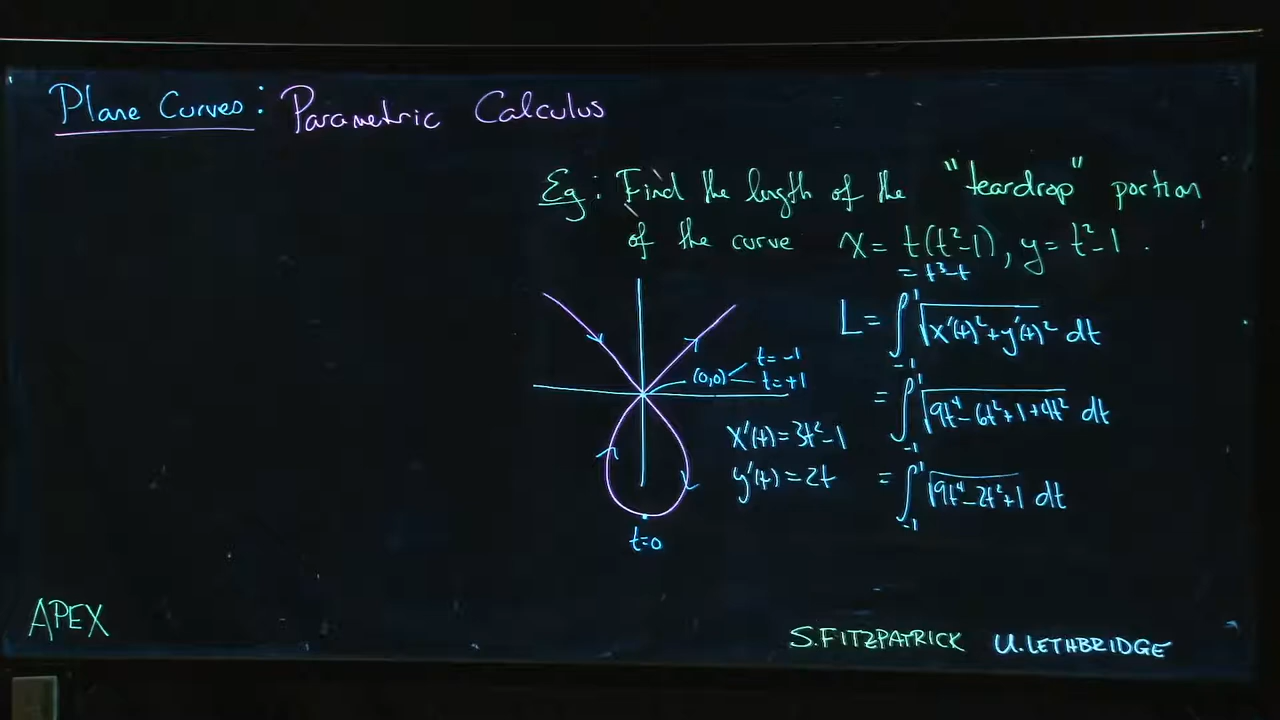 Plane Curves: Parametric Calculus
Eg: Find the length of the "teardrop" portion
of the curve x = t(t²-1), y = t²-1.
= t³-t
L = ∫₋₁¹ √(x'(t)²+y'(t)²) dt
(0,0) t=-1
t=+1
= ∫₋₁¹ √(9t⁴-6t²+1+4t²) dt
x'(t)=3t²-1
y'(t)=2t
= ∫₋₁¹ √(9t⁴-2t²+1) dt
t=0
APEX
S.FITZPATRICK U.LETHBRIDGE